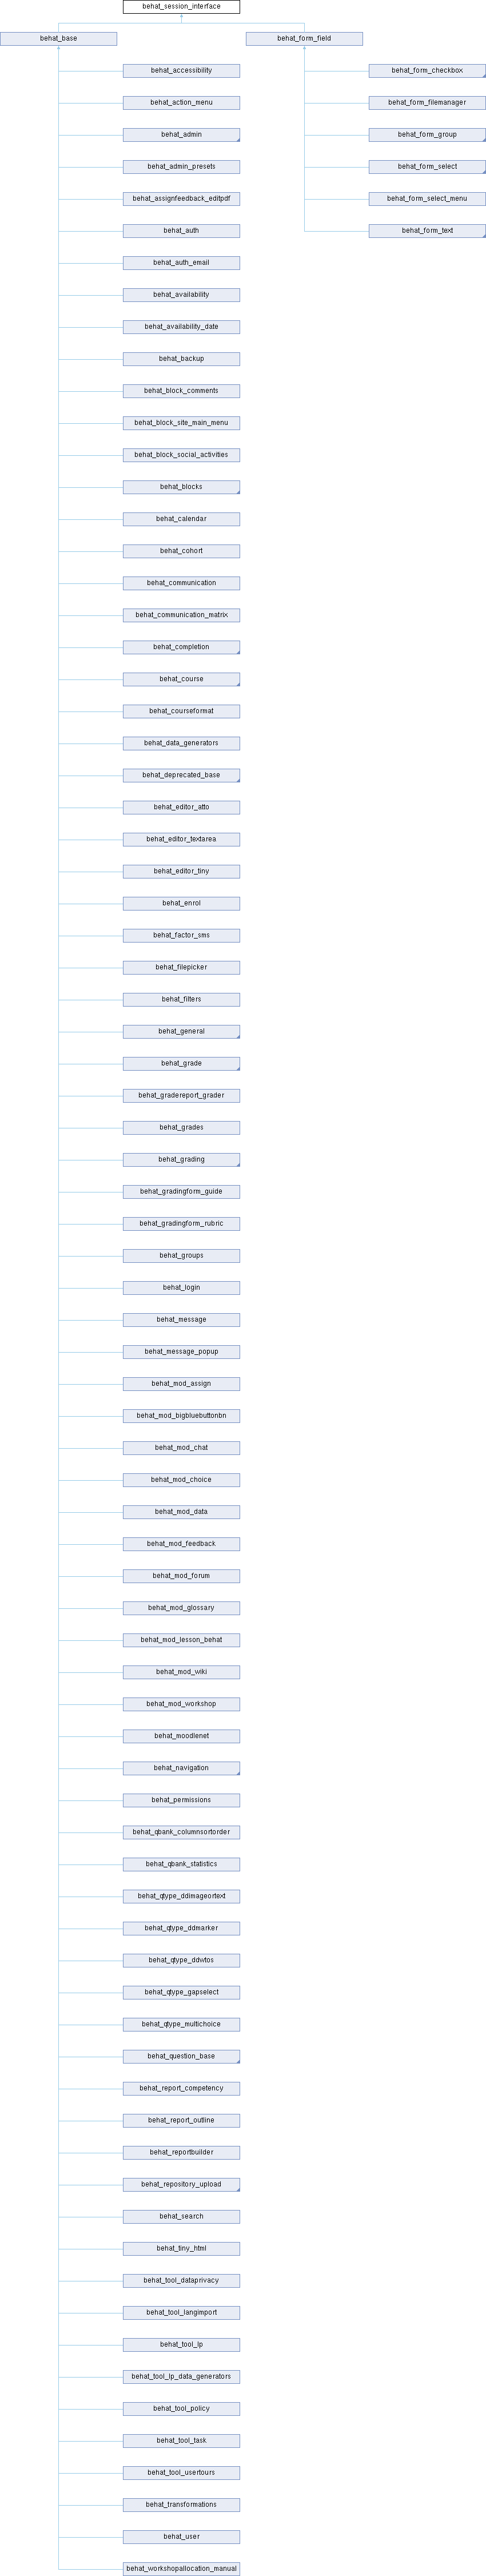 behat_session_interface
behat_base
behat_form_field
behat_accessibility
behat_form_checkbox
behat_action_menu
behat_form_filemanager
behat_admin
behat_form_group
behat_admin_presets
behat_form_select
behat_assignfeedback_editpdf
behat_form_select_menu
behat_auth
behat_form_text
behat_auth_email
behat_availability
behat_availability_date
behat_backup
behat_block_comments
behat_block_site_main_menu
behat_block_social_activities
behat_blocks
behat_calendar
behat_cohort
behat_communication
behat_communication_matrix
behat_completion
behat_course
behat_courseformat
behat_data_generators
behat_deprecated_base
behat_editor_atto
behat_editor_textarea
behat_editor_tiny
behat_enrol
behat_factor_sms
behat_filepicker
behat_filters
behat_general
behat_grade
behat_gradereport_grader
behat_grades
behat_grading
behat_gradingform_guide
behat_gradingform_rubric
behat_groups
behat_login
behat_message
behat_message_popup
behat_mod_assign
behat_mod_bigbluebuttonbn
behat_mod_chat
behat_mod_choice
behat_mod_data
behat_mod_feedback
behat_mod_forum
behat_mod_glossary
behat_mod_lesson_behat
behat_mod_wiki
behat_mod_workshop
behat_moodlenet
behat_navigation
behat_permissions
behat_qbank_columnsortorder
behat_qbank_statistics
behat_qtype_ddimageortext
behat_qtype_ddmarker
behat_qtype_ddwtos
behat_qtype_gapselect
behat_qtype_multichoice
behat_question_base
behat_report_competency
behat_report_outline
behat_reportbuilder
behat_repository_upload
behat_search
behat_tiny_html
behat_tool_dataprivacy
behat_tool_langimport
behat_tool_lp
behat_tool_lp_data_generators
behat_tool_policy
behat_tool_task
behat_tool_usertours
behat_transformations
behat_user
behat_workshopallocation_manual